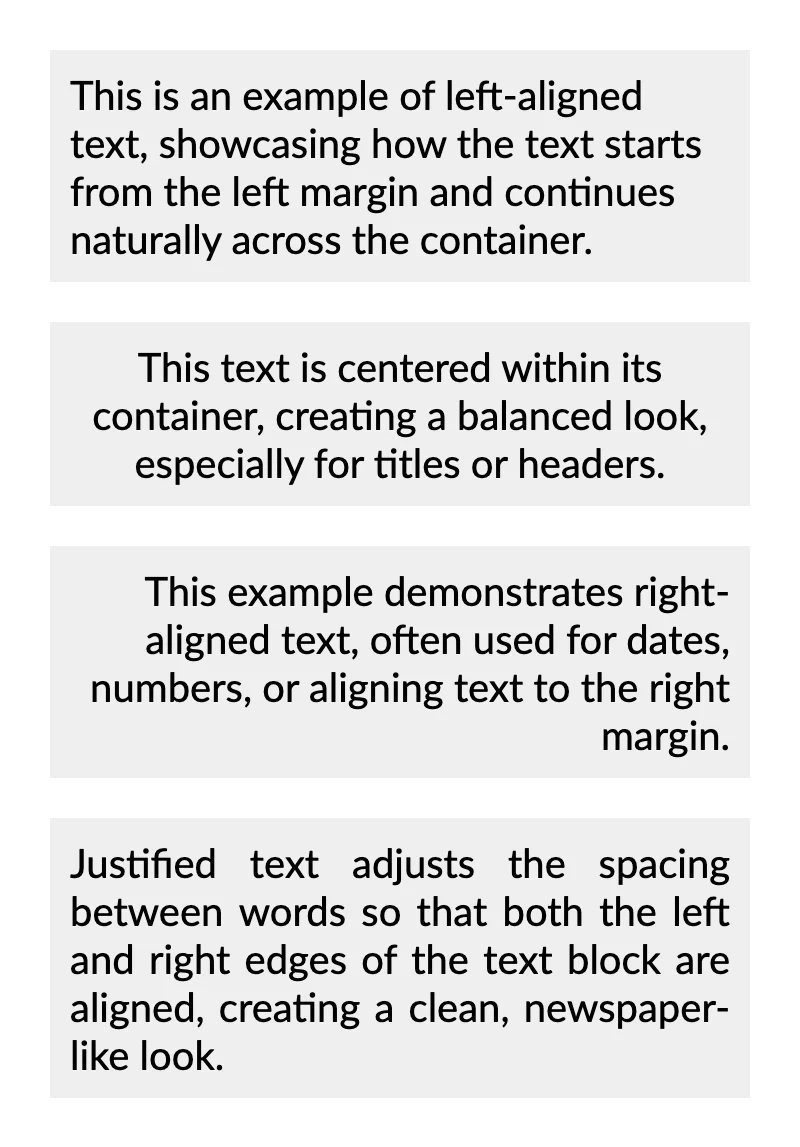 This is an example of left-aligned
text, showcasing how the text starts
from the left margin and continues
naturally across the container.
This text is centered within its
container, creating a balanced look,
especially for titles or headers.
This example demonstrates right-
aligned text, often used for dates,
numbers, or aligning text to the right
margin.
Justified text adjusts the spacing
between words so that both the left
and right edges of the text block are
aligned, creating a clean, newspaper-
like look.